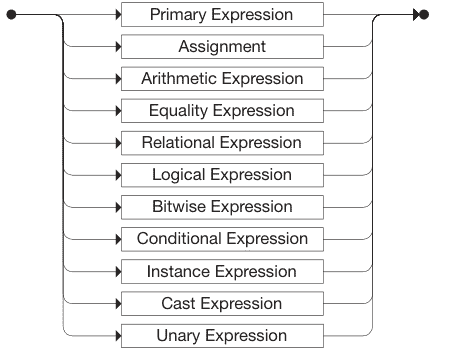 Primary Expression
Assignment
Arithmetic Expression
Equality Expression
Relational Expression
Logical Expression
Bitwise Expression
Conditional Expression
Instance Expression
Cast Expression
Unary Expression